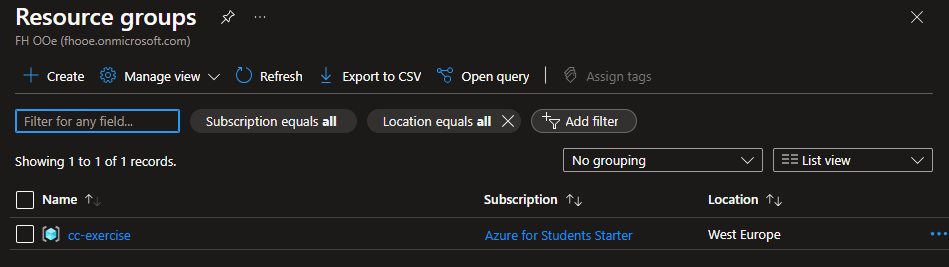 Resource groups
FH OOe (fhooe.onmicrosoft.com)
Create Manage view Refresh Export to CSV Open query Assign tags
Filter for any field... Subscription equals all Location equals all Add filter
Showing 1 to 1 of 1 records. No grouping List view
Name Subscription Location
cc-exercise Azure for Students Starter West Europe